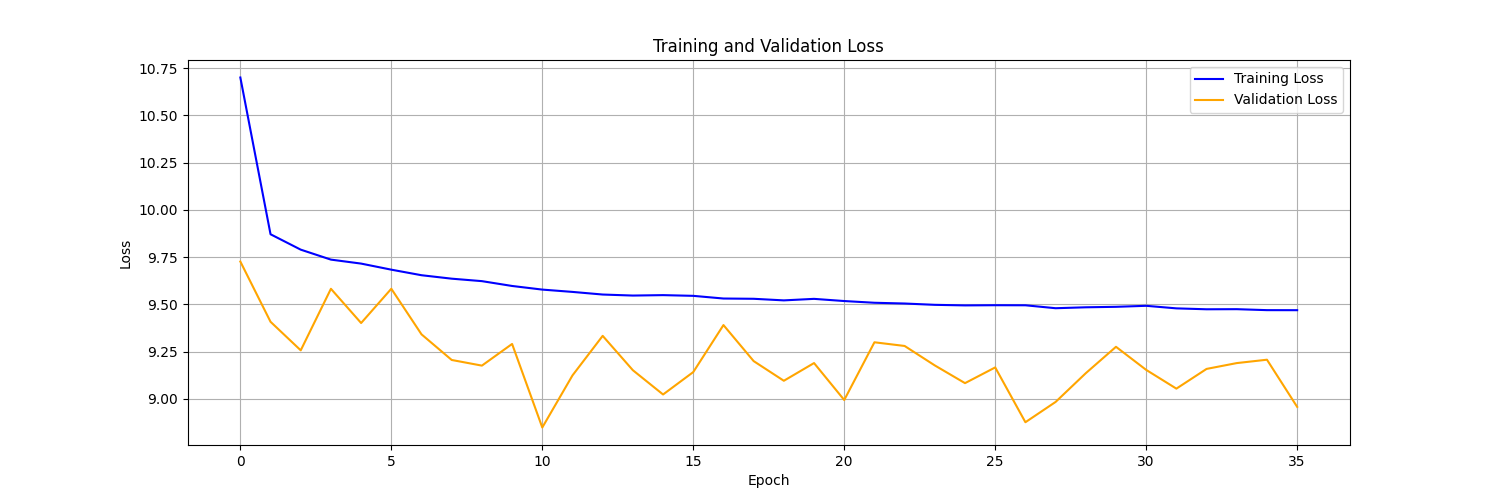 Training and Validation Loss
Training Loss
Validation Loss
Loss
10.75
10.50
10.25
10.00
9.75
9.50
9.25
9.00
0 5 10 15 20 25 30 35
Epoch